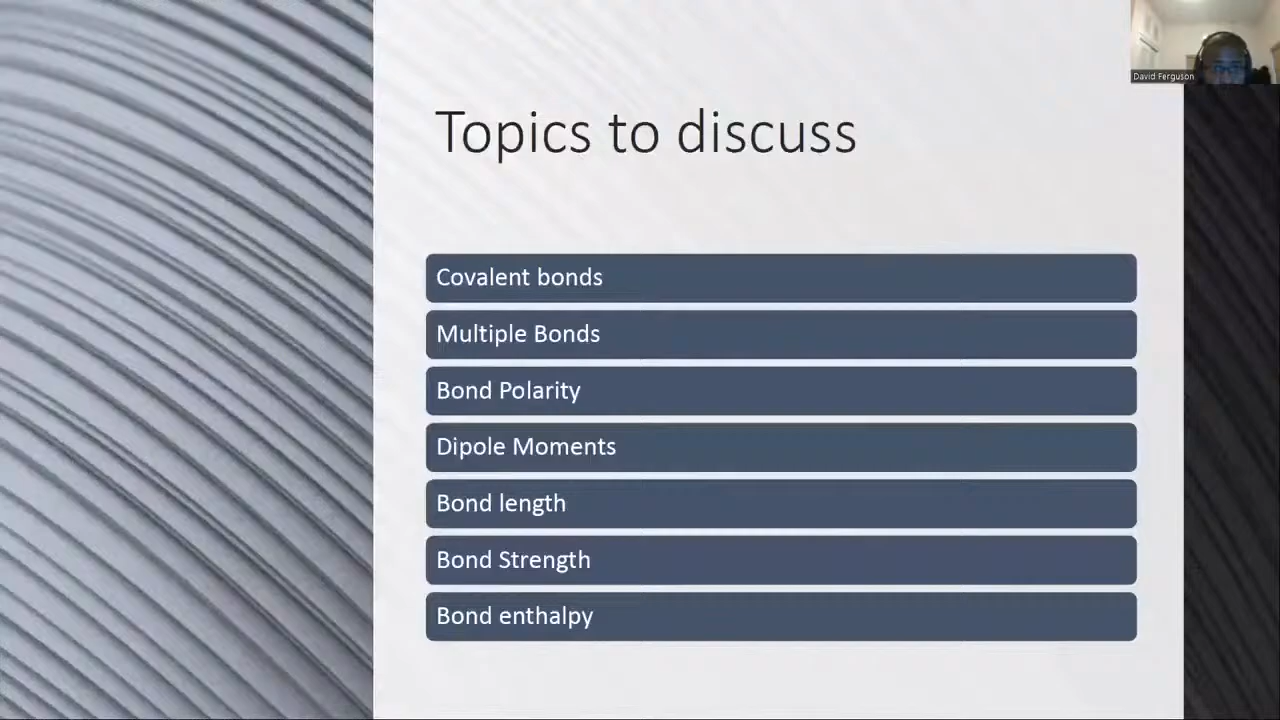 David Ferguson
Topics to discuss
Covalent bonds
Multiple Bonds
Bond Polarity
Dipole Moments
Bond length
Bond Strength
Bond enthalpy